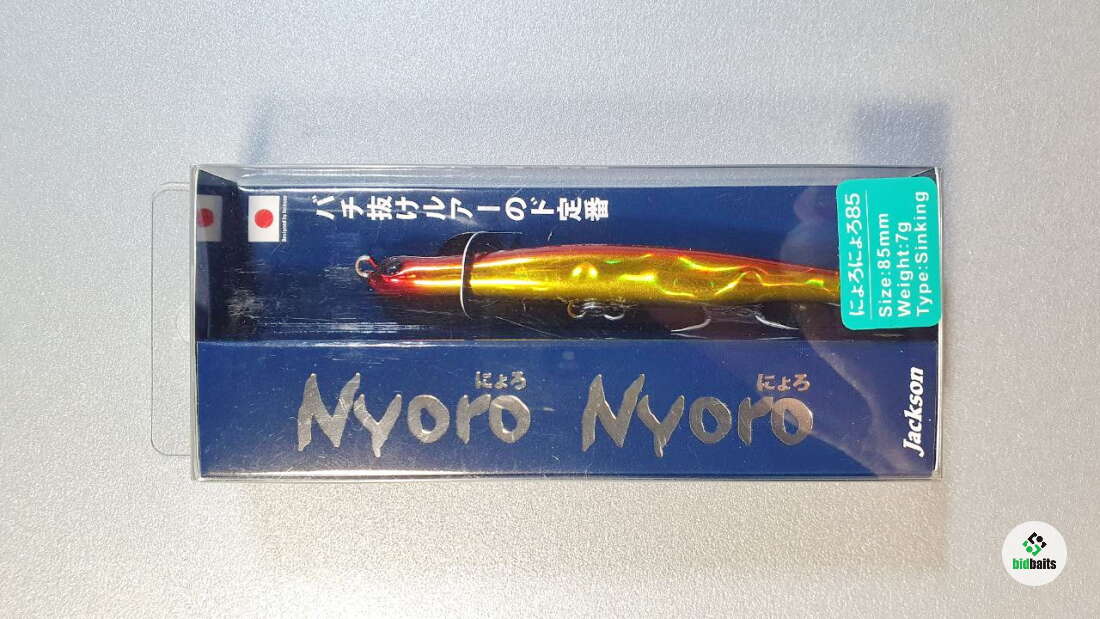 バチ抜けルアーのド定番
にょろにょろ85
Size:85mm
Weight:7g
Type:Sinking
にょろ にょろ
Nyoro Nyoro
Jackson
bidbaits